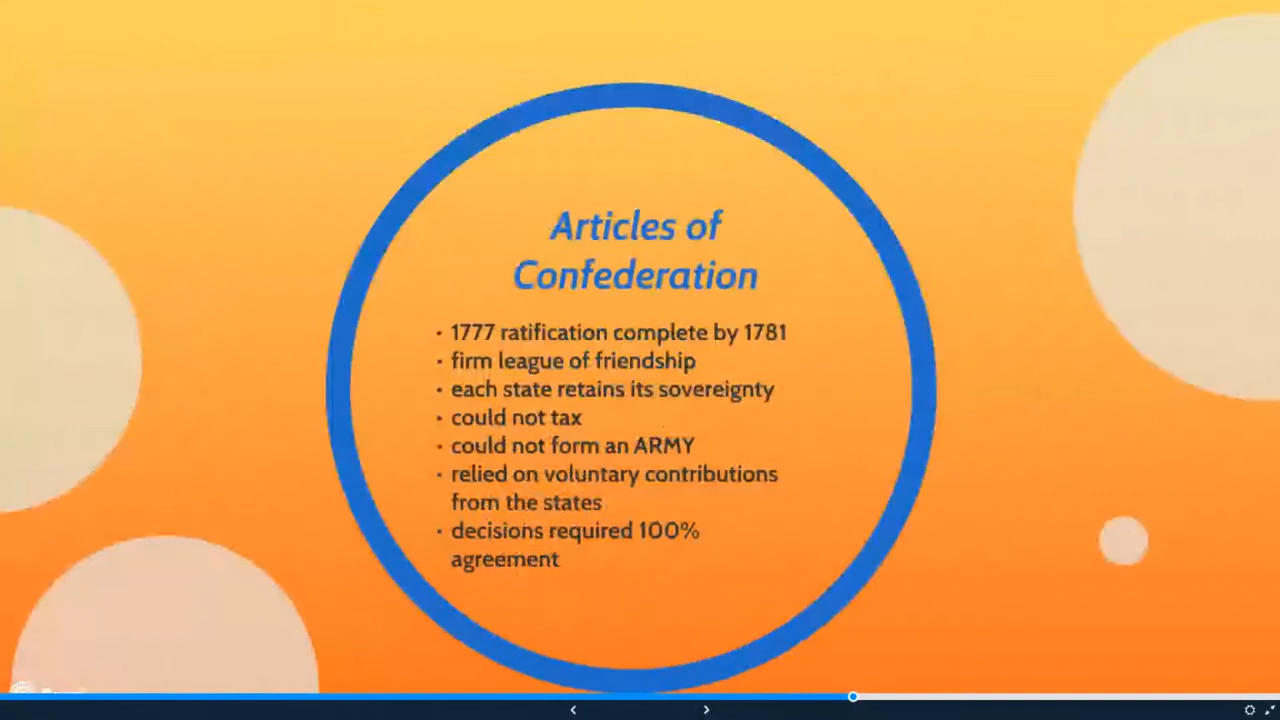 Articles of
Confederation
• 1777 ratification complete by 1781
• firm league of friendship
• each state retains its sovereignty
• could not tax
• could not form an ARMY
• relied on voluntary contributions
from the states
• decisions required 100%
agreement